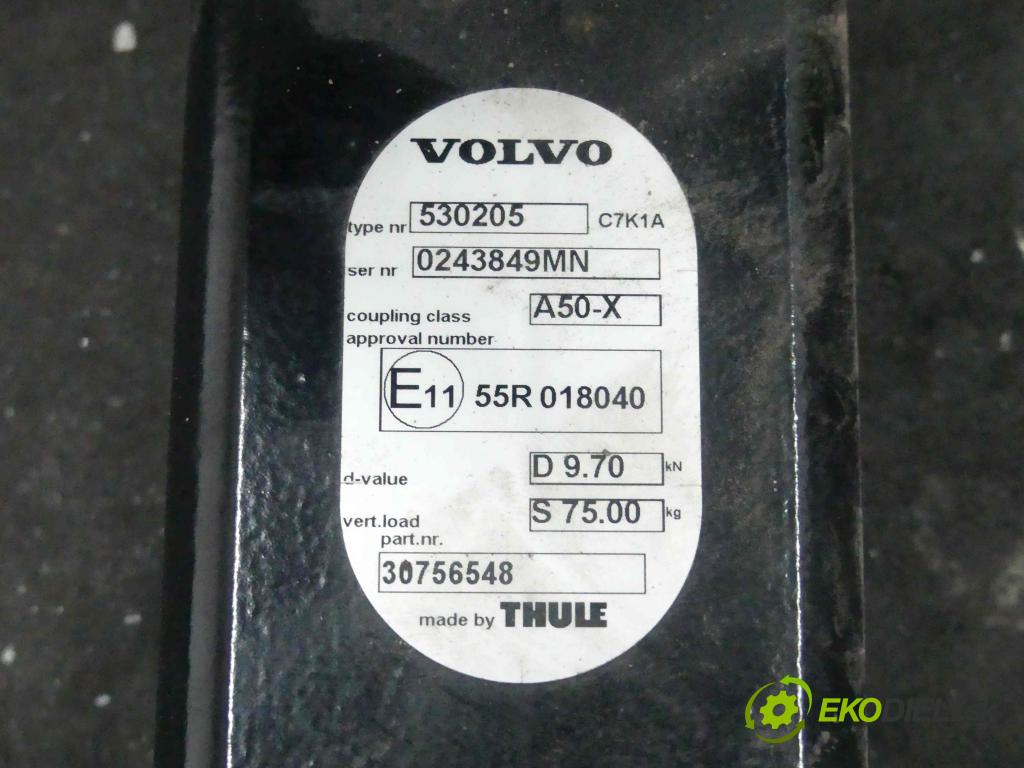 VOLVO
type nr 530205 C7K1A
ser nr 0243849MN
coupling class A50-X
approval number
E11 55R 018040
d-value D 9.70 kN
vert.load S 75.00 kg
part.nr.
30756548
made by THULE
EKODIEL